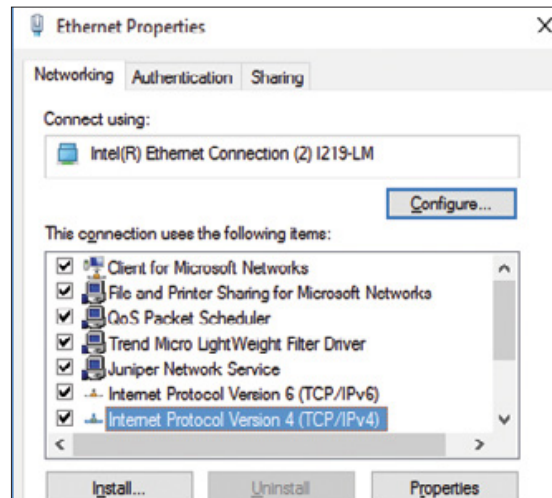 Ethernet Properties
Networking Authentication Sharing
Connect using:
Intel(R) Ethernet Connection (2) I219-LM
Configure...
This connection uses the following items:
Client for Microsoft Networks
File and Printer Sharing for Microsoft Networks
QoS Packet Scheduler
Trend Micro LightWeight Filter Driver
Juniper Network Service
Internet Protocol Version 6 (TCP/IPv6)
Internet Protocol Version 4 (TCP/IPv4)
Install... Uninstall Properties